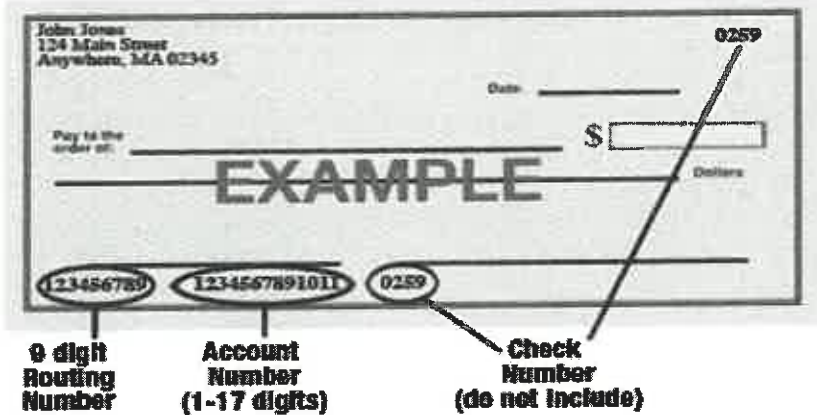 John Jones
124 Main Street
Anywhere, MA 02345
0259
Date
Pay to the
order of:
$
EXAMPLE
Dollars
123456789
1234567891011
0259
9 digit
Routing
Number
Account
Number
(1-17 digits)
Check
Number
(do not include)